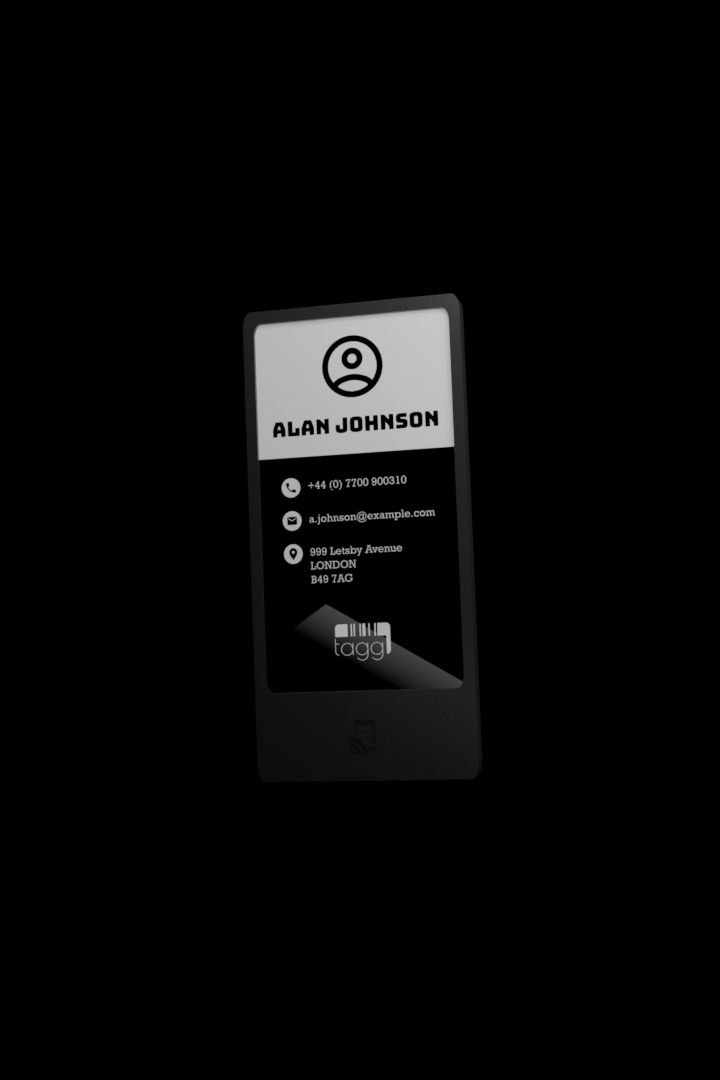 ALAN JOHNSON
+44 (0) 7700 900310
a.johnson@example.com
999 Letsby Avenue
LONDON
B49 7AG
tagg